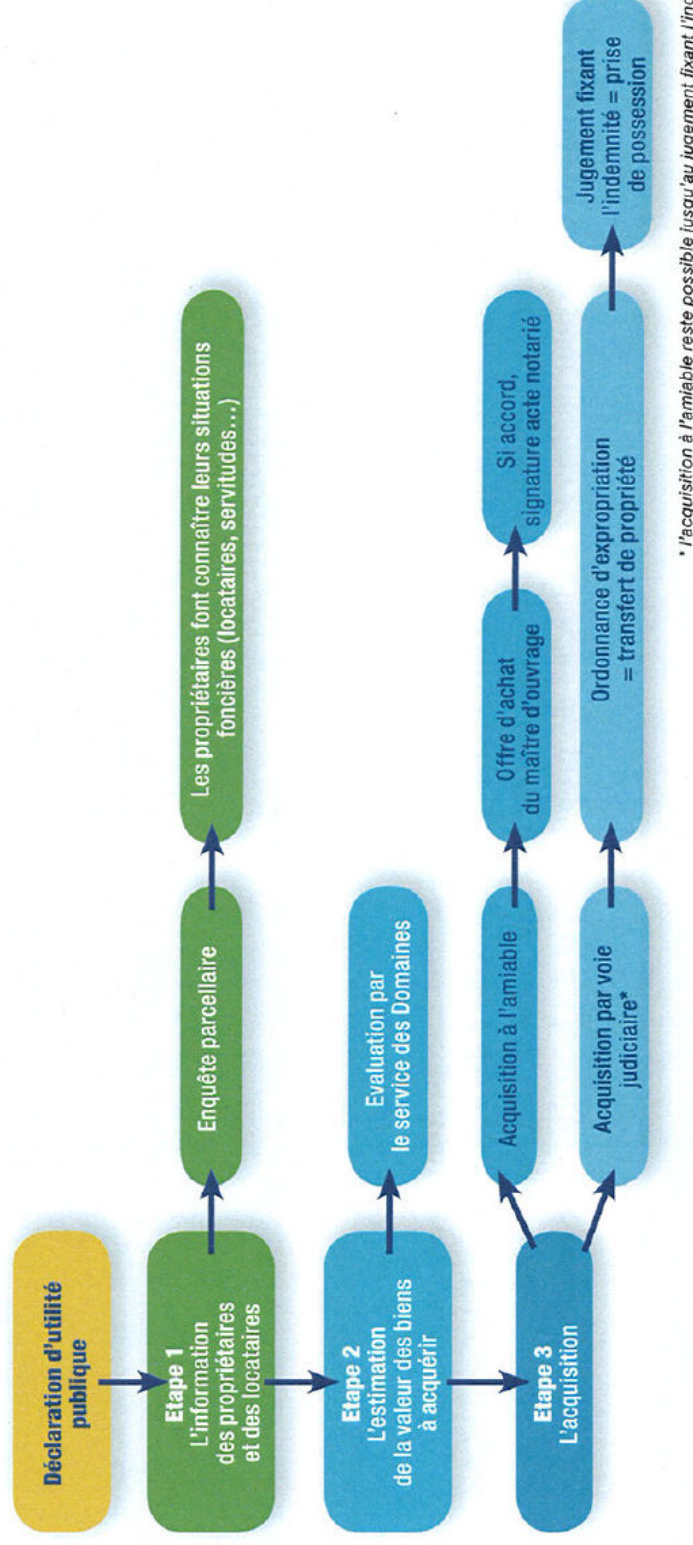 Déclaration d'utilité
publique
Etape 1
L'information
des propriétaires
et des locataires
Enquête parcellaire
Les propriétaires font connaître leurs situations
foncières (locataires, servitudes...)
Etape 2
L'estimation
de la valeur des biens
à acquérir
Evaluation par
le service des Domaines
Etape 3
L'acquisition
Acquisition à l'amiable
Offre d'achat
du maître d'ouvrage
Si accord,
signature acte notarié
Acquisition par voie
judiciaire*
Ordonnance d'expropriation
= transfert de propriété
Jugement fixant
l'indemnité = prise
de possession
* l'acquisition à l'amiable reste possible jusqu'au jugement fixant